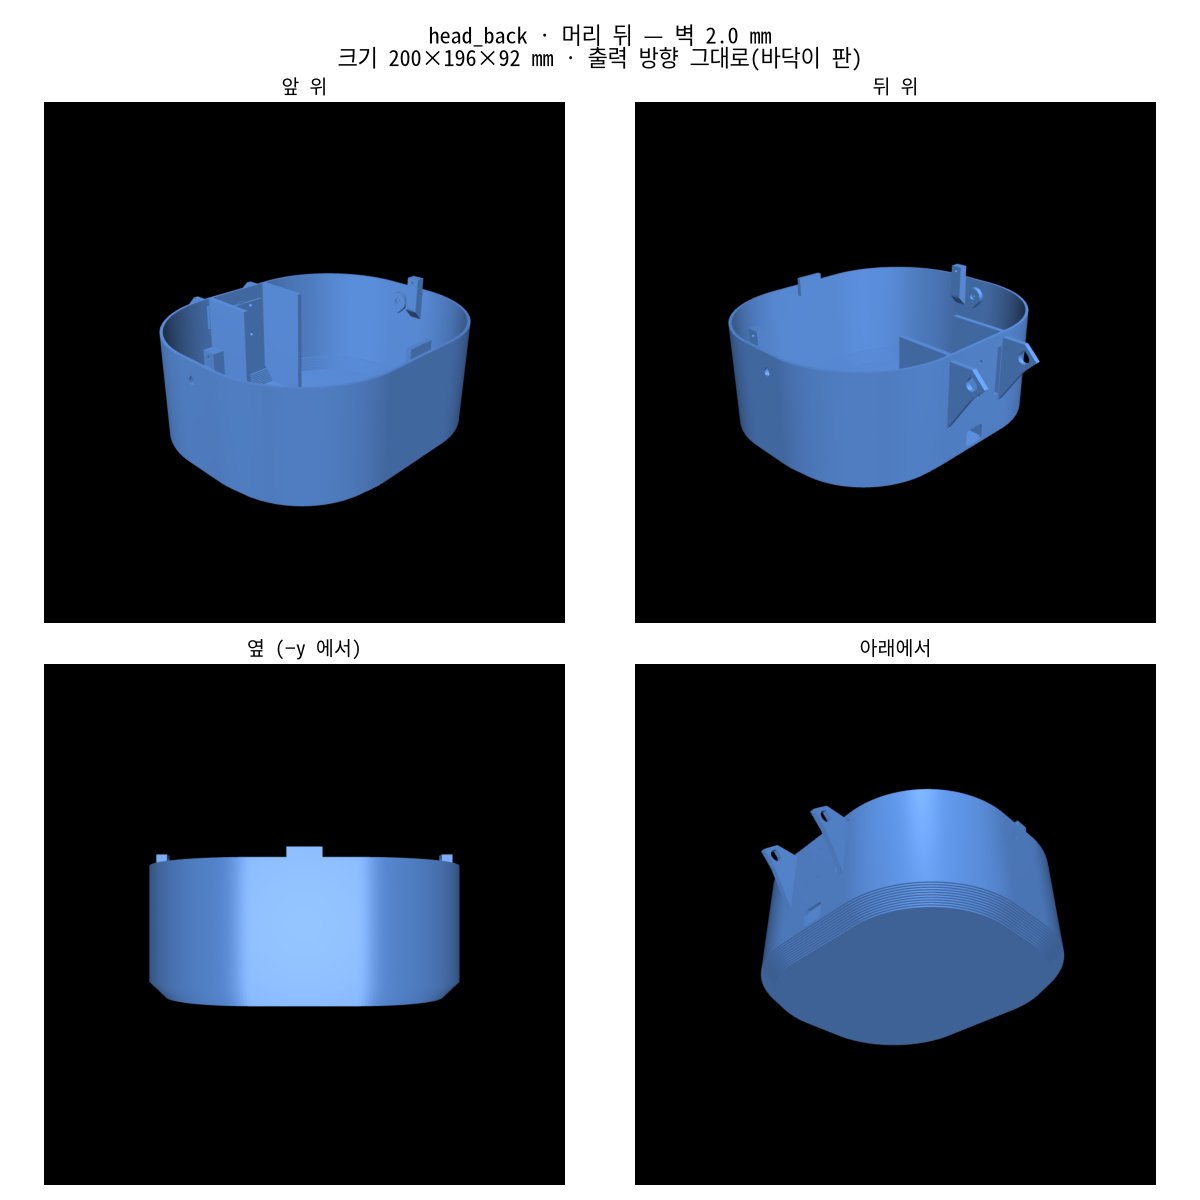 head_back · 머리 뒤 — 벽 2.0 mm
크기 200×196×92 mm · 출력 방향 그대로(바닥이 판)
앞 위
뒤 위
옆 (−y 에서)
아래에서